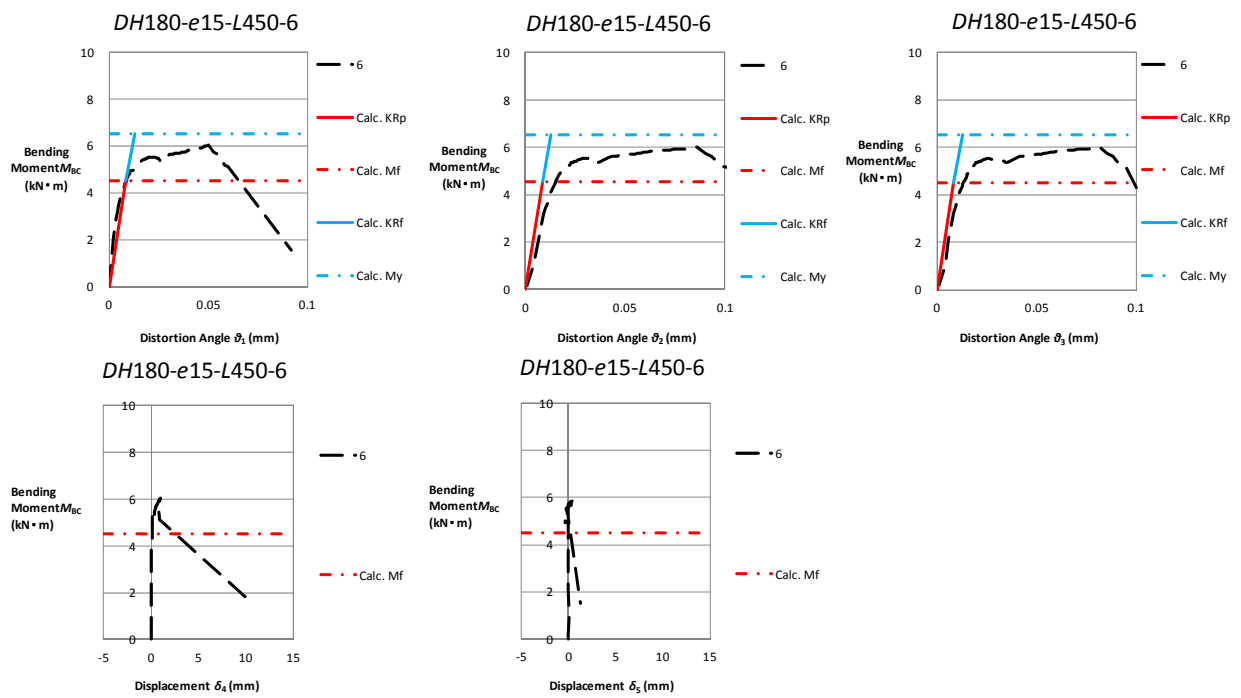 DH180-e15-L450-6
10
8
6
4
2
0
Bending
MomentMBC
(kN・m)
0
0.05
0.1
Distortion Angle ϑ1 (mm)
6
Calc. KRp
Calc. Mf
Calc. KRf
Calc. My
DH180-e15-L450-6
10
8
6
4
2
0
Bending
MomentMBC
(kN・m)
0
0.05
0.1
Distortion Angle ϑ2 (mm)
6
Calc. KRp
Calc. Mf
Calc. KRf
Calc. My
DH180-e15-L450-6
10
8
6
4
2
0
Bending
MomentMBC
(kN・m)
0
0.05
0.1
Distortion Angle ϑ3 (mm)
6
Calc. KRp
Calc. Mf
Calc. KRf
Calc. My
DH180-e15-L450-6
10
8
6
4
2
0
Bending
MomentMBC
(kN・m)
-5
0
5
10
15
Displacement δ4 (mm)
6
Calc. Mf
DH180-e15-L450-6
10
8
6
4
2
0
Bending
MomentMBC
(kN・m)
-5
0
5
10
15
Displacement δ5 (mm)
6
Calc. Mf